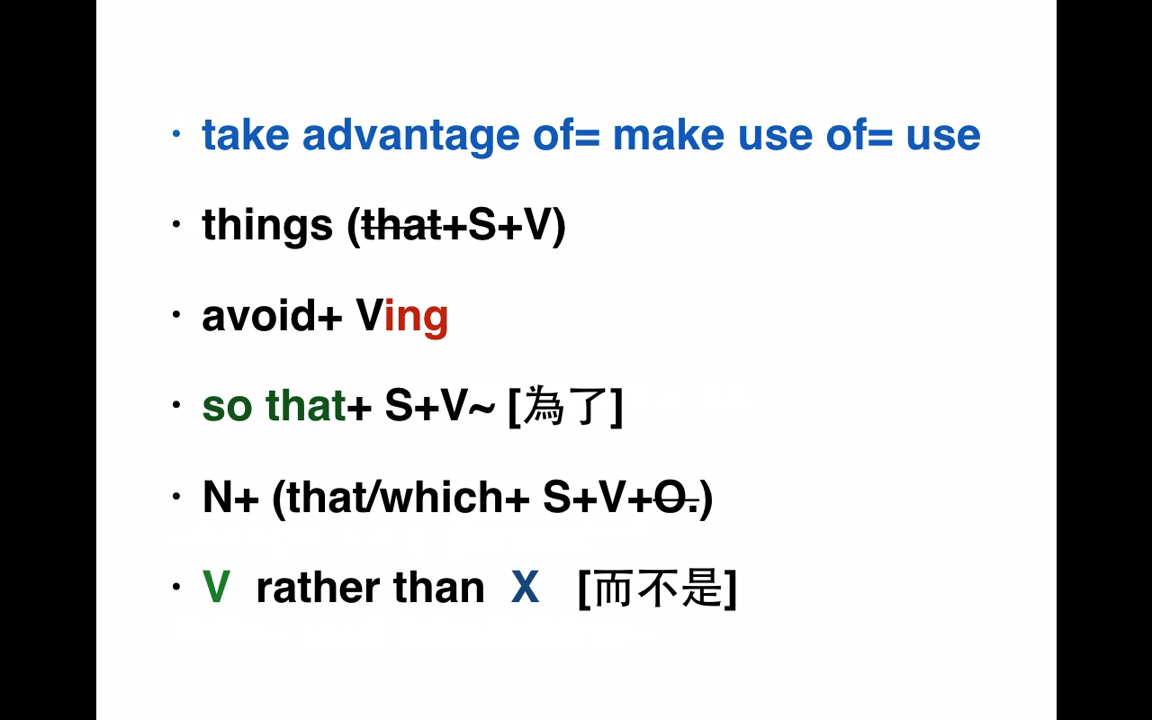 · take advantage of= make use of= use
· things (that+S+V)
· avoid+ Ving
· so that+ S+V~ [為了]
· N+ (that/which+ S+V+O.)
· V rather than X [而不是]